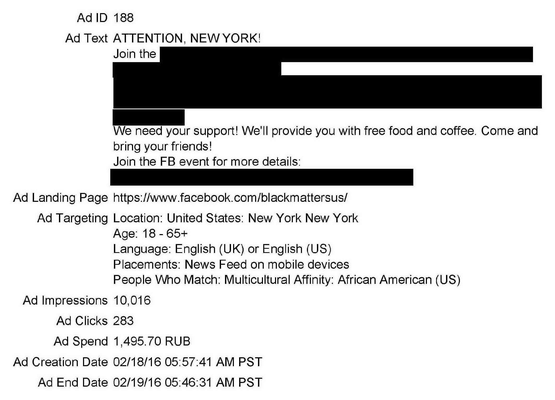 Ad ID 188
Ad Text ATTENTION, NEW YORK!
Join the
We need your support! We'll provide you with free food and coffee. Come and
bring your friends!
Join the FB event for more details:
Ad Landing Page https://www.facebook.com/blackmattersus/
Ad Targeting Location: United States: New York New York
Age: 18 - 65+
Language: English (UK) or English (US)
Placements: News Feed on mobile devices
People Who Match: Multicultural Affinity: African American (US)
Ad Impressions 10,016
Ad Clicks 283
Ad Spend 1,495.70 RUB
Ad Creation Date 02/18/16 05:57:41 AM PST
Ad End Date 02/19/16 05:46:31 AM PST